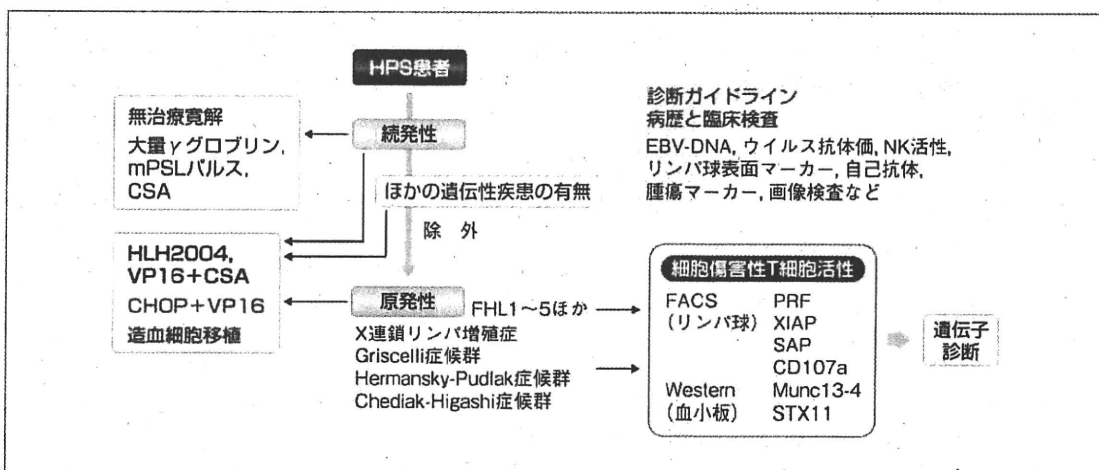 HPS患者
無治療寛解
大量γグロブリン,
mPSLパルス,
CSA
続発性
診断ガイドライン
病歴と臨床検査
EBV-DNA, ウイルス抗体価, NK活性,
リンパ球表面マーカー, 自己抗体,
腫瘍マーカー, 画像検査など
ほかの遺伝性疾患の有無
除 外
HLH2004,
VP16+CSA
CHOP+VP16
造血細胞移植
原発性 FHL1〜5ほか
X連鎖リンパ増殖症
Griscelli症候群
Hermansky-Pudlak症候群
Chediak-Higashi症候群
細胞傷害性T細胞活性
FACS PRF
(リンパ球) XIAP
SAP
CD107a
Western Munc13-4
(血小板) STX11
遺伝子
診断